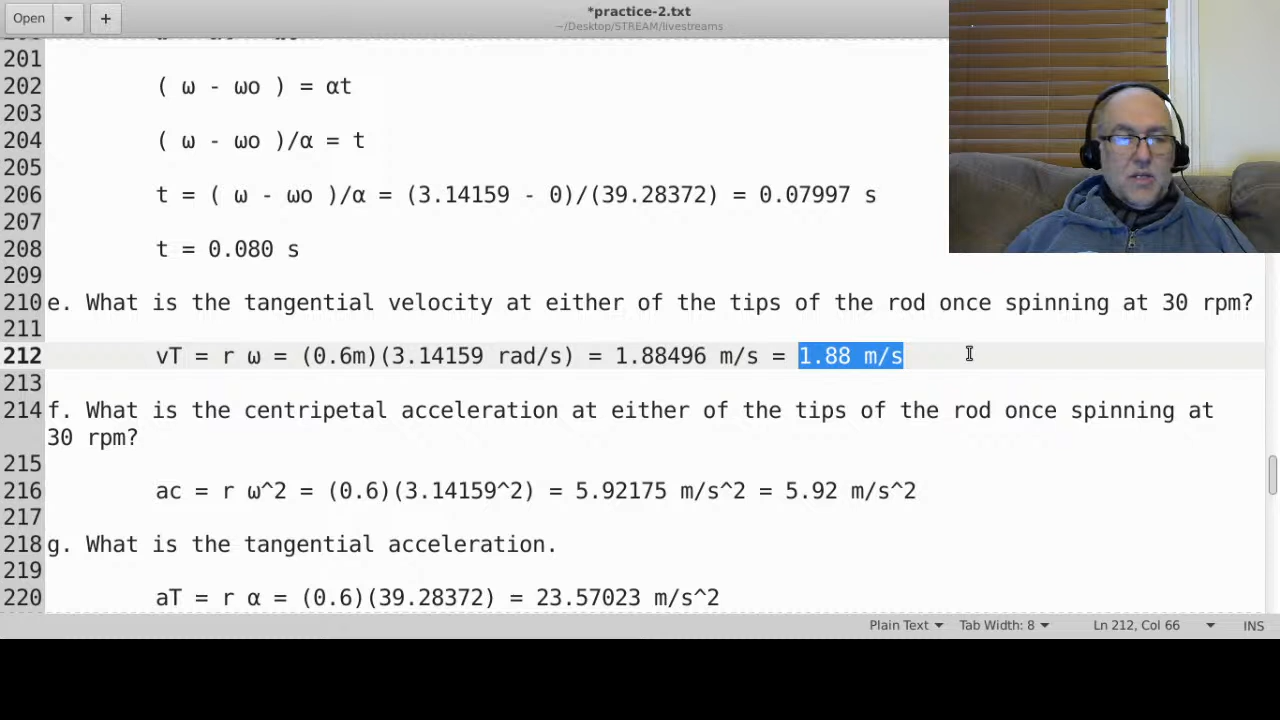 Open
+
*practice-2.txt
~/Desktop/STREAM/livestreams
201
202 ( ω - ωo ) = αt
203
204 ( ω - ωo )/α = t
205
206 t = ( ω - ωo )/α = (3.14159 - 0)/(39.28372) = 0.07997 s
207
208 t = 0.080 s
209
210 e. What is the tangential velocity at either of the tips of the rod once spinning at 30 rpm?
211
212 vT = r ω = (0.6m)(3.14159 rad/s) = 1.88496 m/s = 1.88 m/s
213
214 f. What is the centripetal acceleration at either of the tips of the rod once spinning at
30 rpm?
215
216 ac = r ω^2 = (0.6)(3.14159^2) = 5.92175 m/s^2 = 5.92 m/s^2
217
218 g. What is the tangential acceleration.
219
220 aT = r α = (0.6)(39.28372) = 23.57023 m/s^2
Plain Text Tab Width: 8 Ln 212, Col 66 INS